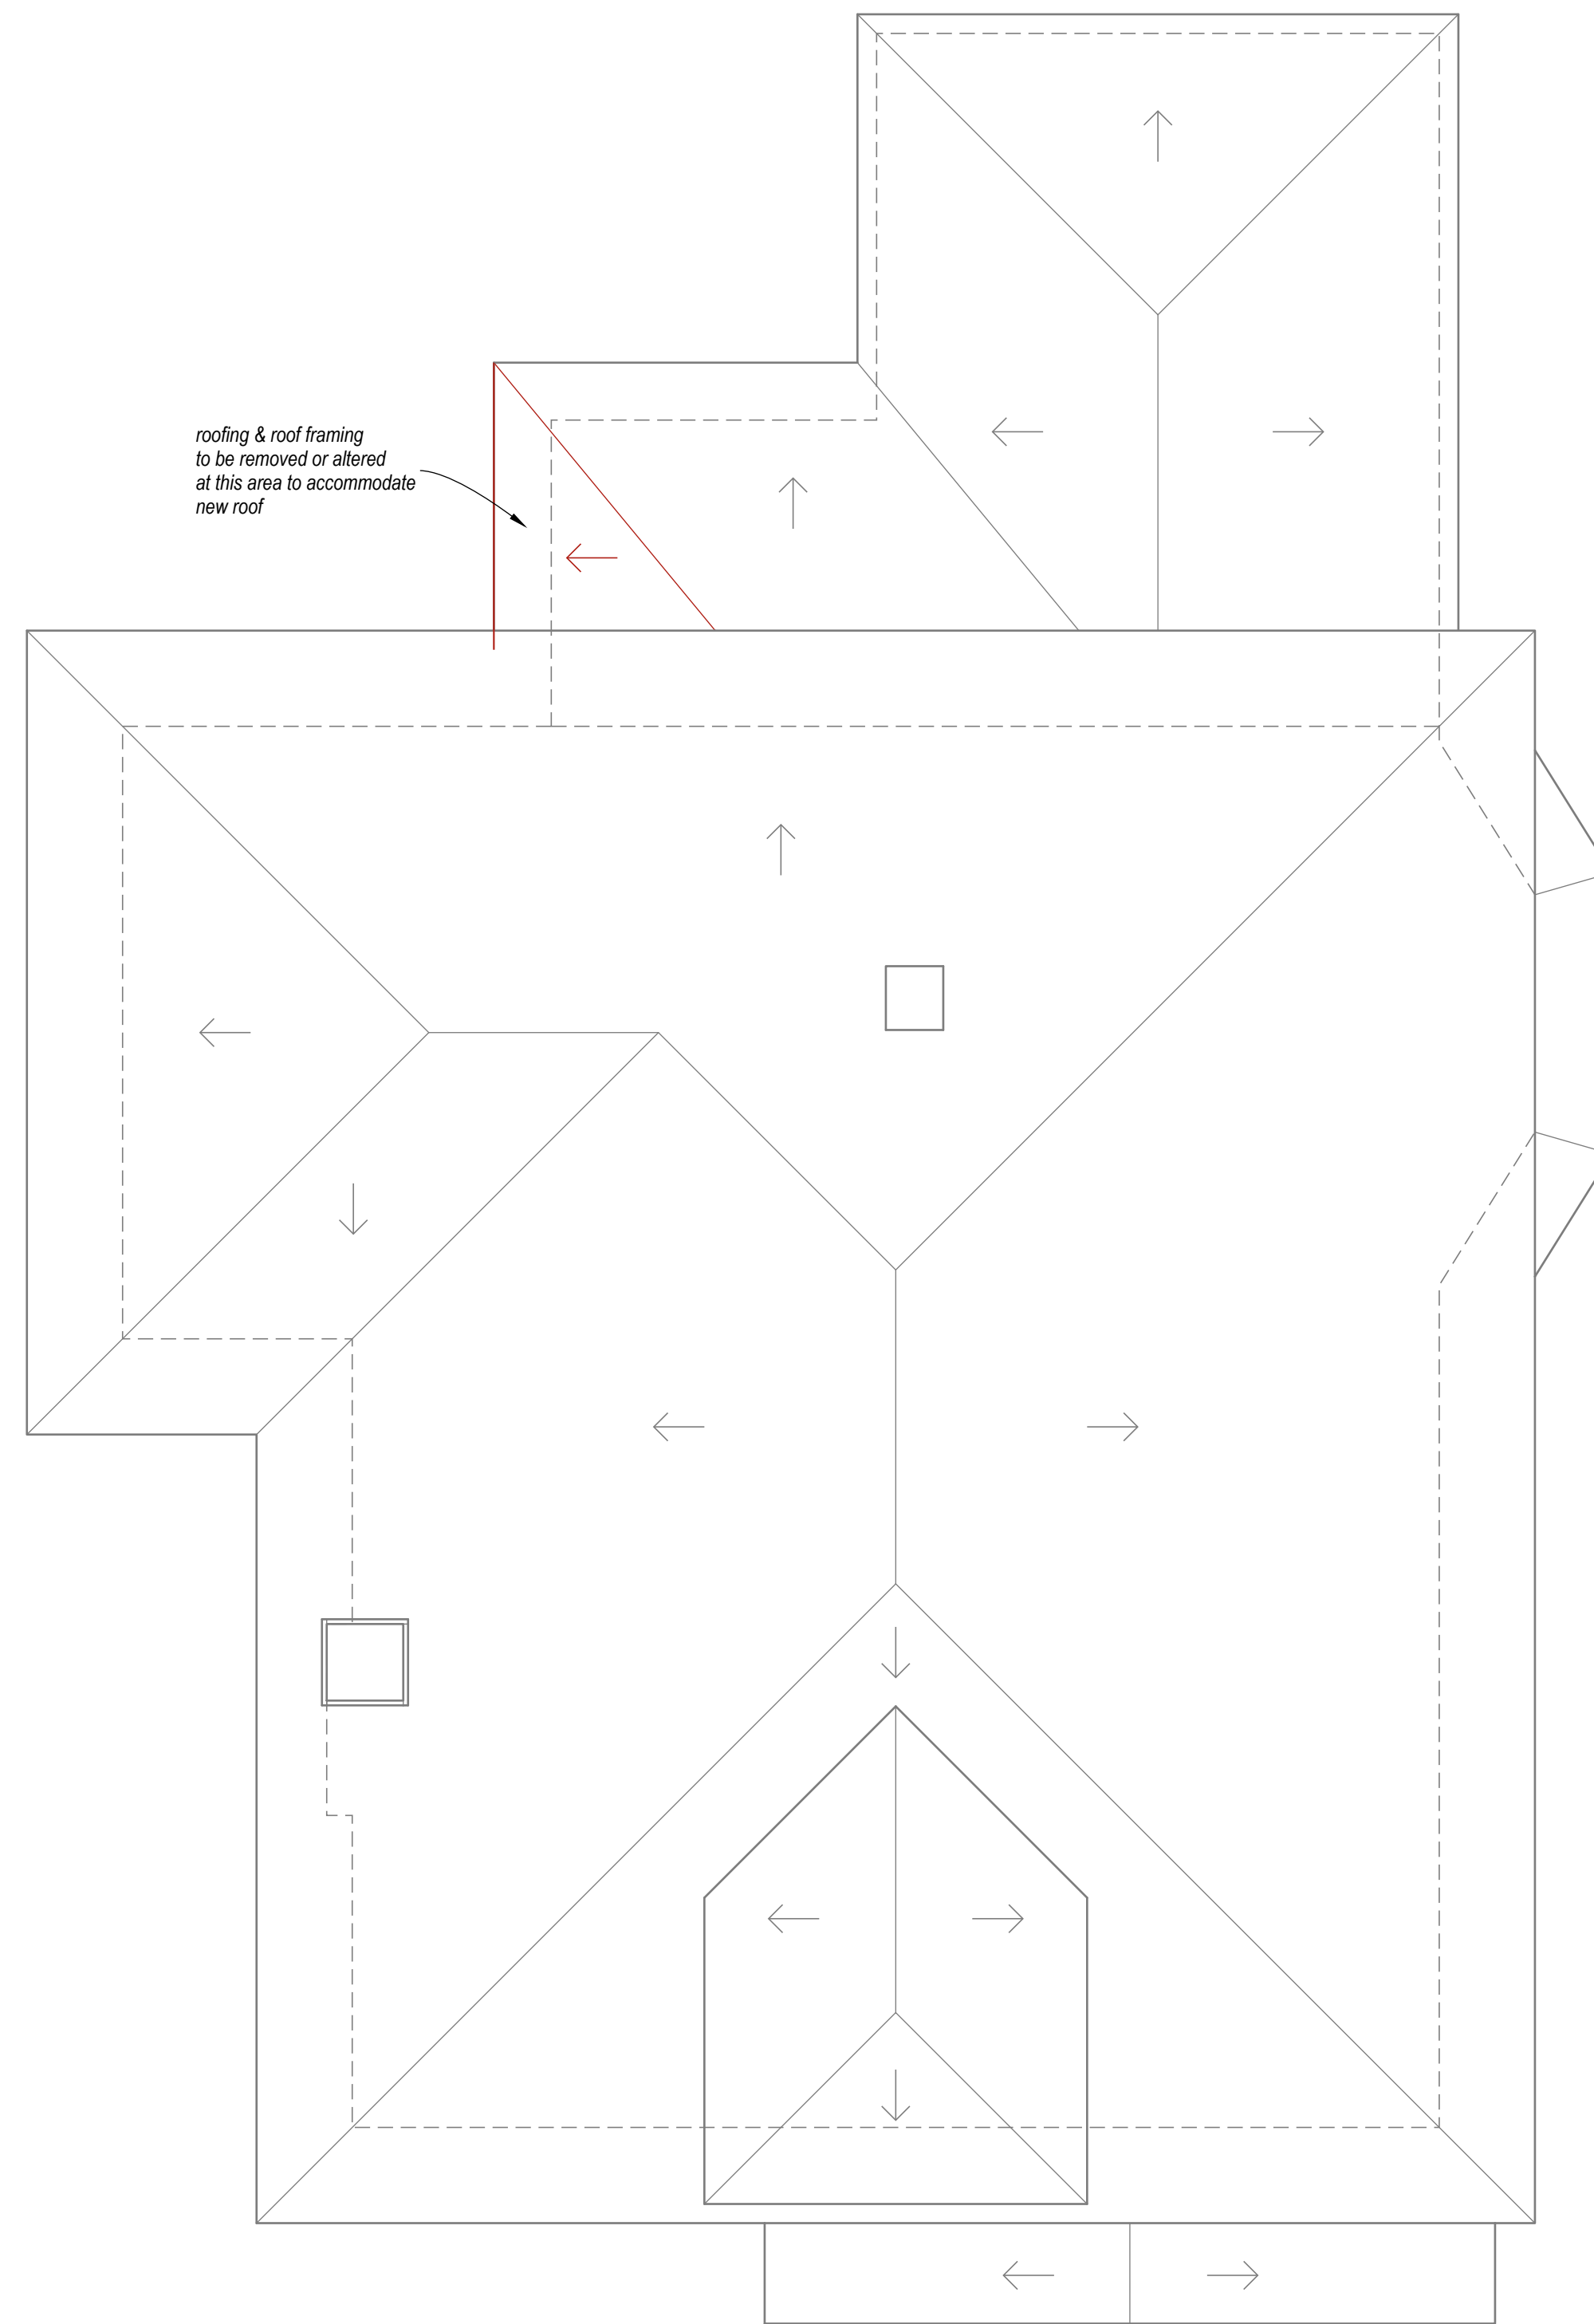 roofing & roof framing
to be removed or altered
at this area to accommodate
new roof